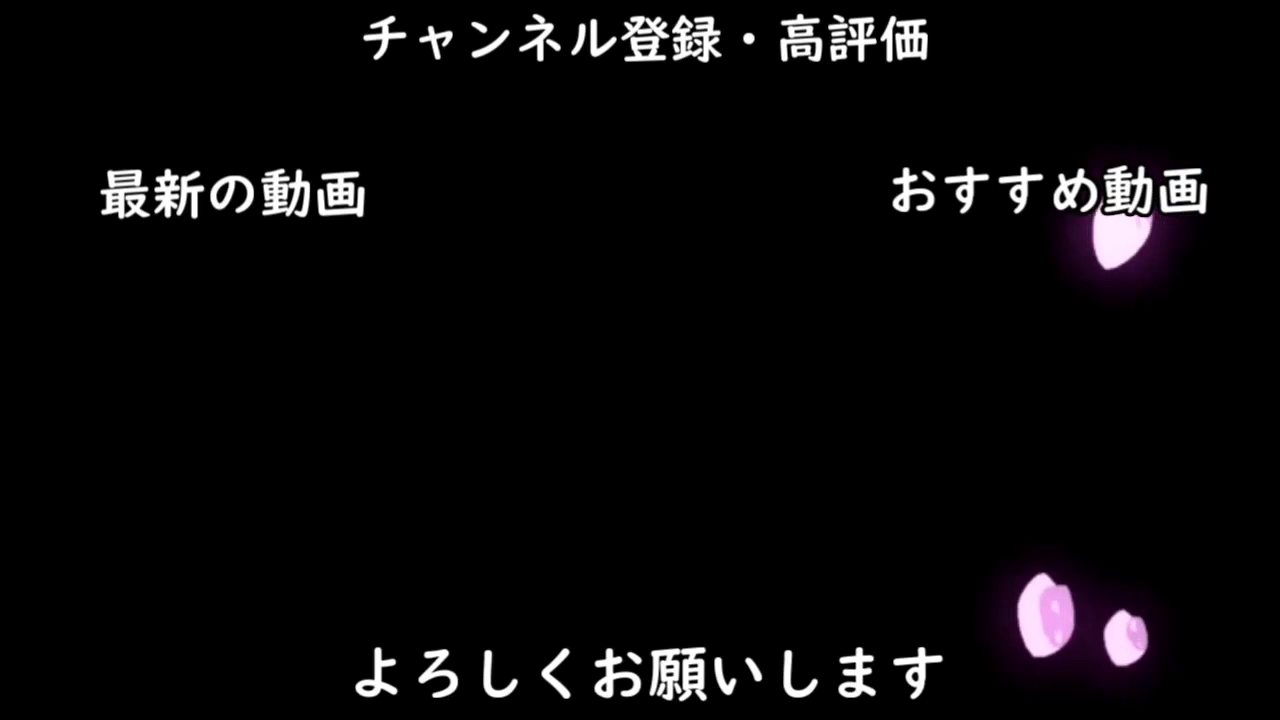 チャンネル登録・高評価
最新の動画
おすすめ動画
よろしくお願いします